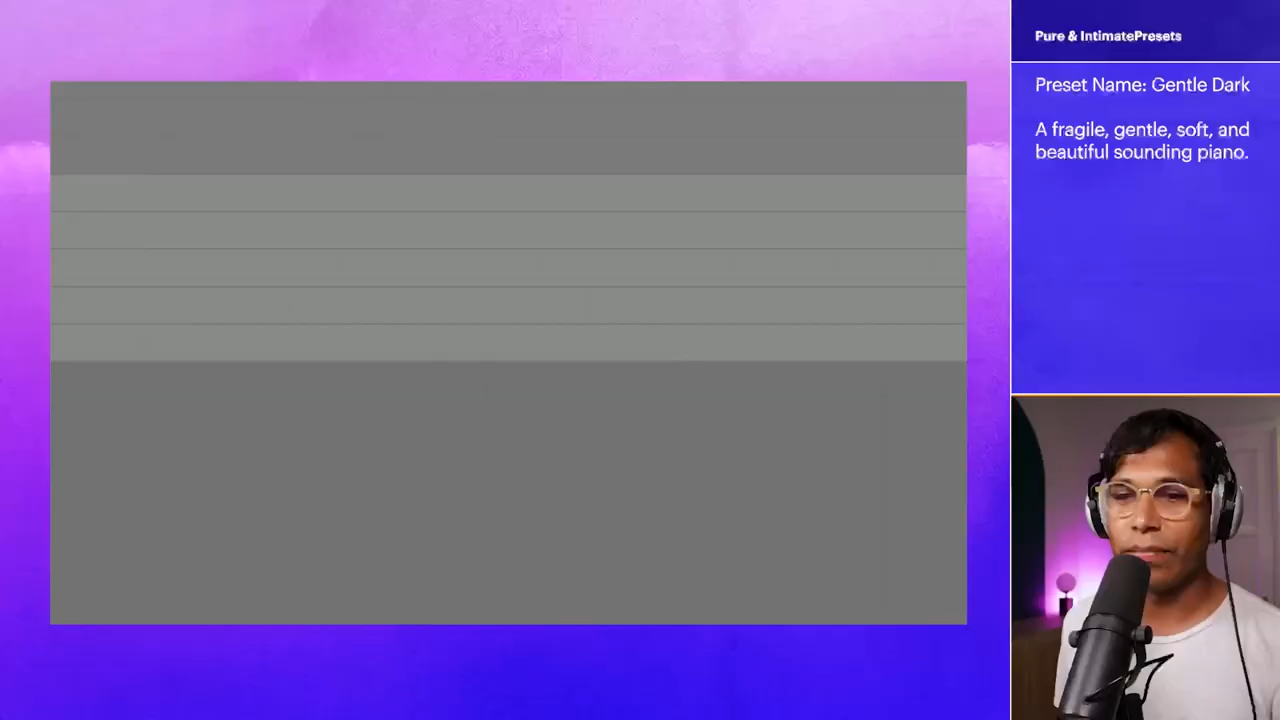 Pure & IntimatePresets
Preset Name: Gentle Dark
A fragile, gentle, soft, and
beautiful sounding piano.